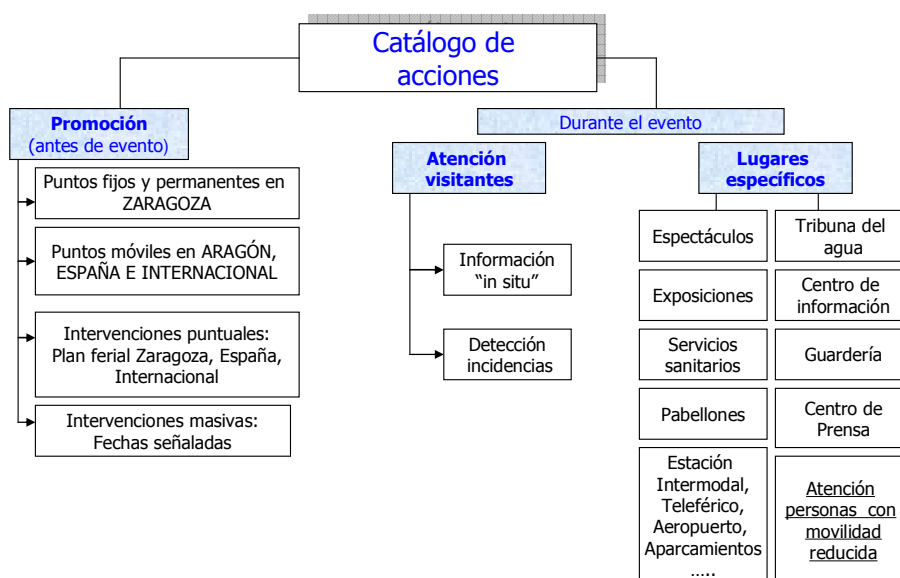 Catálogo de
acciones
Promoción
(antes de evento)
Puntos fijos y permanentes en
ZARAGOZA
Puntos móviles en ARAGÓN,
ESPAÑA E INTERNACIONAL
Intervenciones puntuales:
Plan ferial Zaragoza, España,
Internacional
Intervenciones masivas:
Fechas señaladas
Durante el evento
Atención
visitantes
Información
“in situ”
Detección
incidencias
Lugares
específicos
Espectáculos
Exposiciones
Servicios
sanitarios
Pabellones
Estación
Intermodal,
Teleférico,
Aeropuerto,
Aparcamientos
…..
Tribuna del
agua
Centro de
información
Guardería
Centro de
Prensa
Atención
personas con
movilidad
reducida